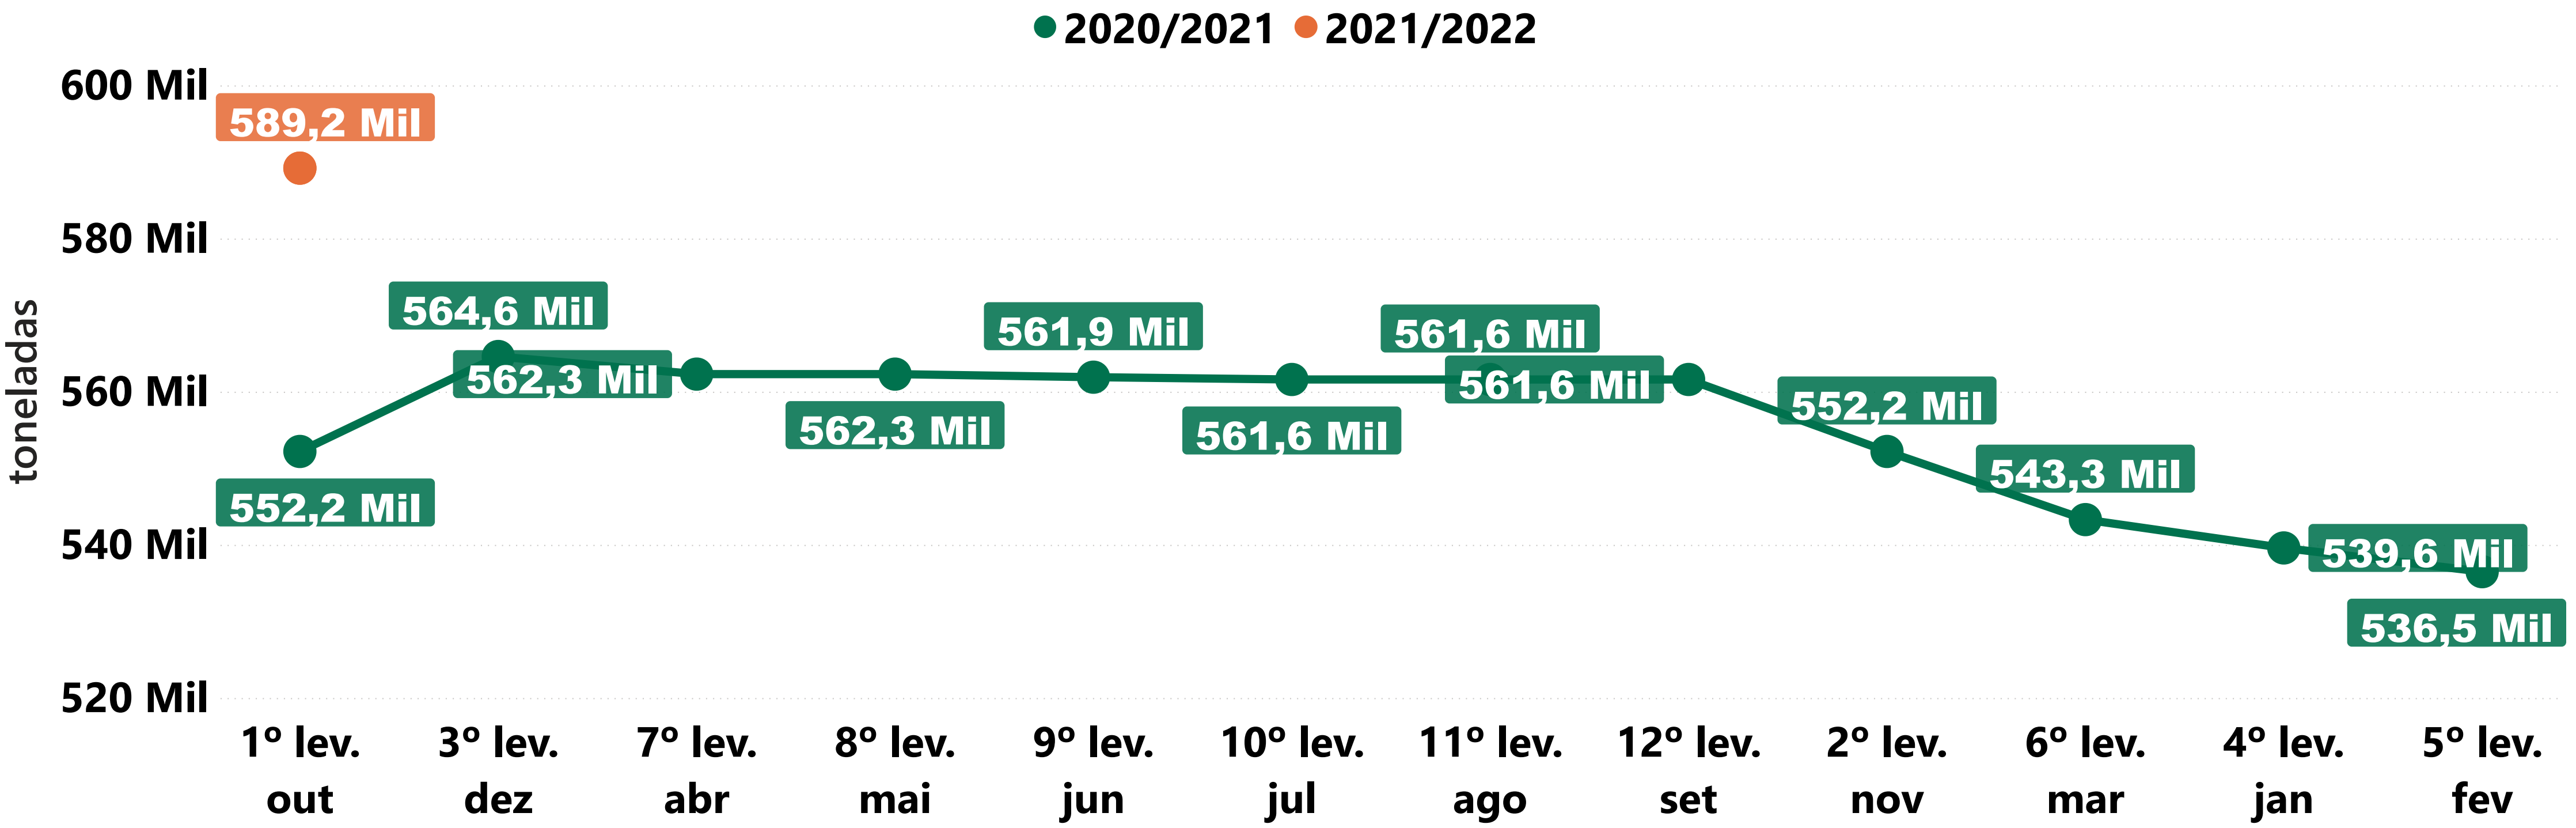 2020/2021 2021/2022
toneladas
600 Mil
580 Mil
560 Mil
540 Mil
520 Mil
589,2 Mil
552,2 Mil
564,6 Mil
562,3 Mil
562,3 Mil
561,9 Mil
561,6 Mil
561,6 Mil
561,6 Mil
552,2 Mil
543,3 Mil
539,6 Mil
536,5 Mil
1º lev. 3º lev. 7º lev. 8º lev. 9º lev. 10º lev. 11º lev. 12º lev. 2º lev. 6º lev. 4º lev. 5º lev.
out dez abr mai jun jul ago set nov mar jan fev